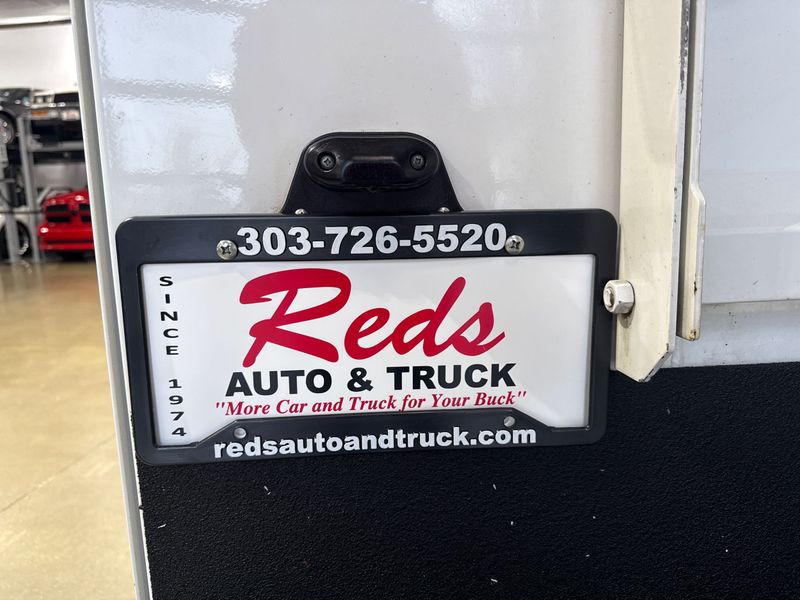 303-726-5520
SINCE 1974
Reds
AUTO & TRUCK
"More Car and Truck for Your Buck"
redsautoandtruck.com